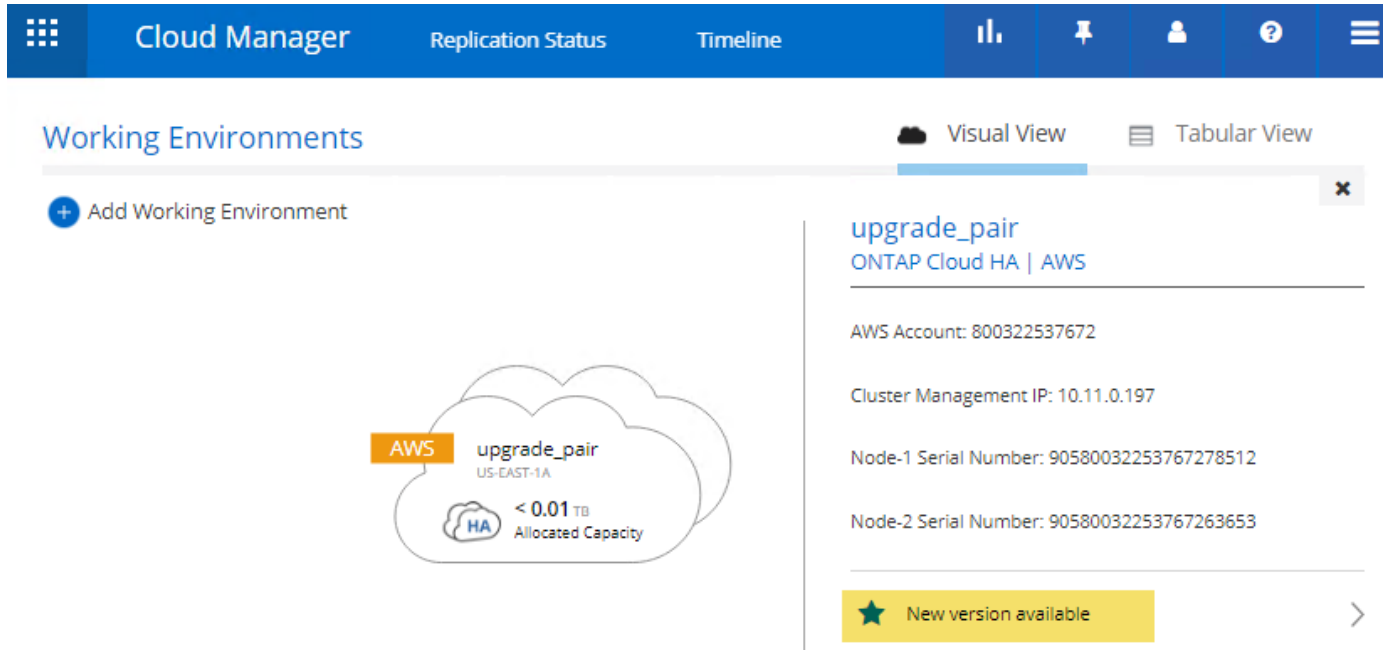 Cloud Manager Replication Status Timeline
Working Environments
Visual View Tabular View
Add Working Environment
AWS
upgrade_pair
US-EAST-1A
HA
< 0.01 TB
Allocated Capacity
upgrade_pair
ONTAP Cloud HA | AWS
AWS Account: 800322537672
Cluster Management IP: 10.11.0.197
Node-1 Serial Number: 90580032253767278512
Node-2 Serial Number: 90580032253767263653
New version available